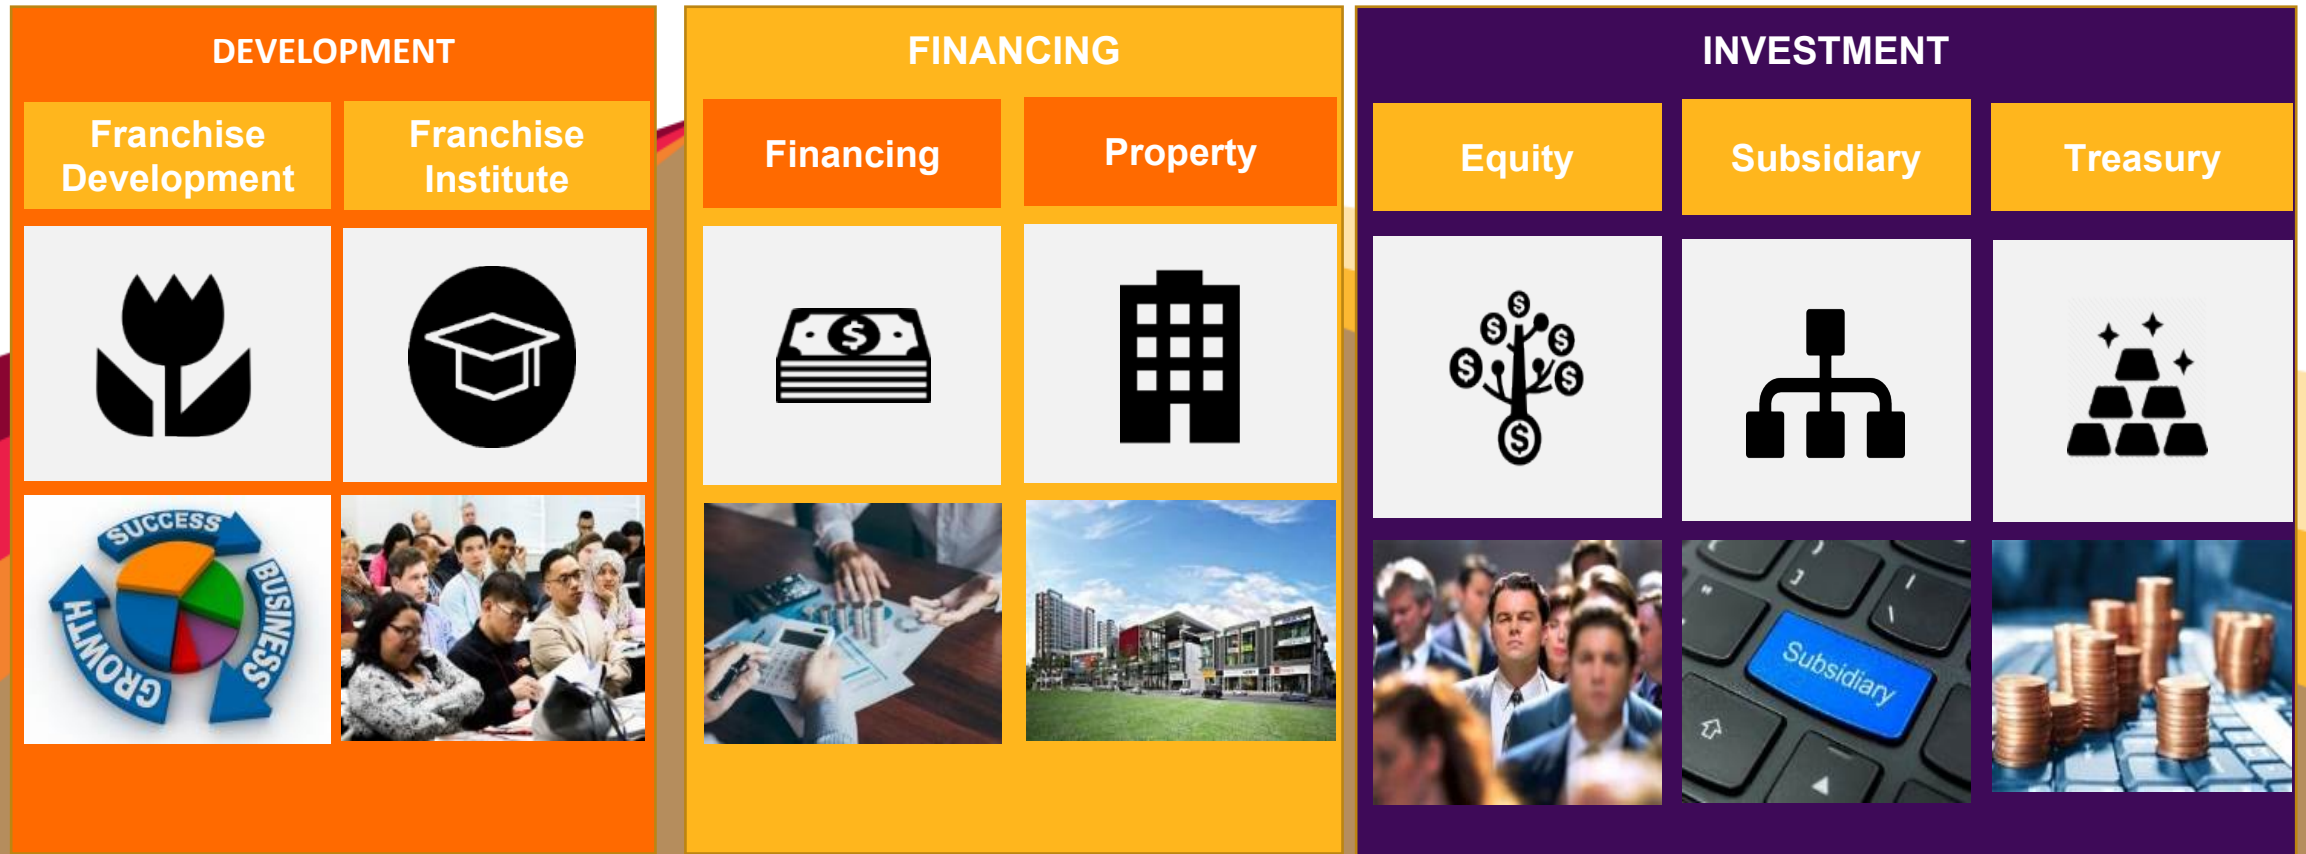 DEVELOPMENT
Franchise
Development
Franchise
Institute
SUCCESS
BUSINESS
GROWTH
FINANCING
Financing
Property
$
INVESTMENT
Equity
Subsidiary
Treasury
$
$
$
$
$
$
$
Subsidiary